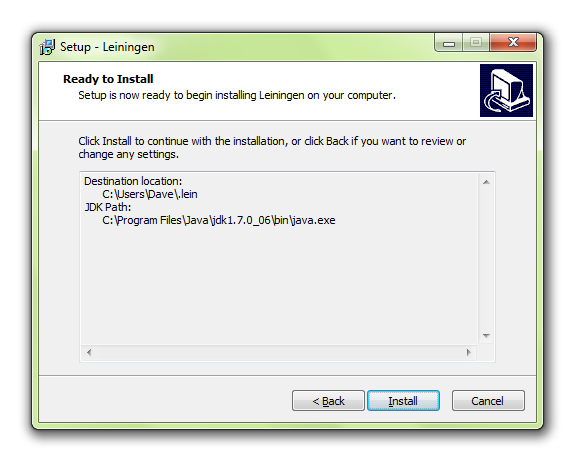 Setup - Leiningen
Ready to Install
Setup is now ready to begin installing Leiningen on your computer.
Click Install to continue with the installation, or click Back if you want to review or
change any settings.
Destination location:
C:\Users\Dave\.lein
JDK Path:
C:\Program Files\Java\jdk1.7.0_06\bin\java.exe
< Back
Install
Cancel